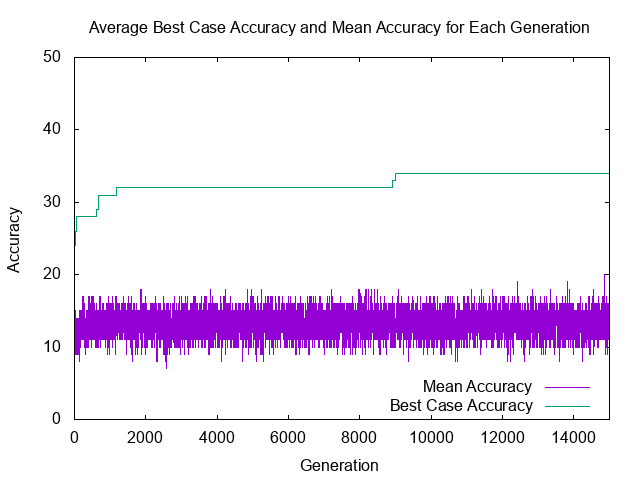 Average Best Case Accuracy and Mean Accuracy for Each Generation
50
40
30
20
10
0
Accuracy
Mean Accuracy
Best Case Accuracy
0 2000 4000 6000 8000 10000 12000 14000
Generation